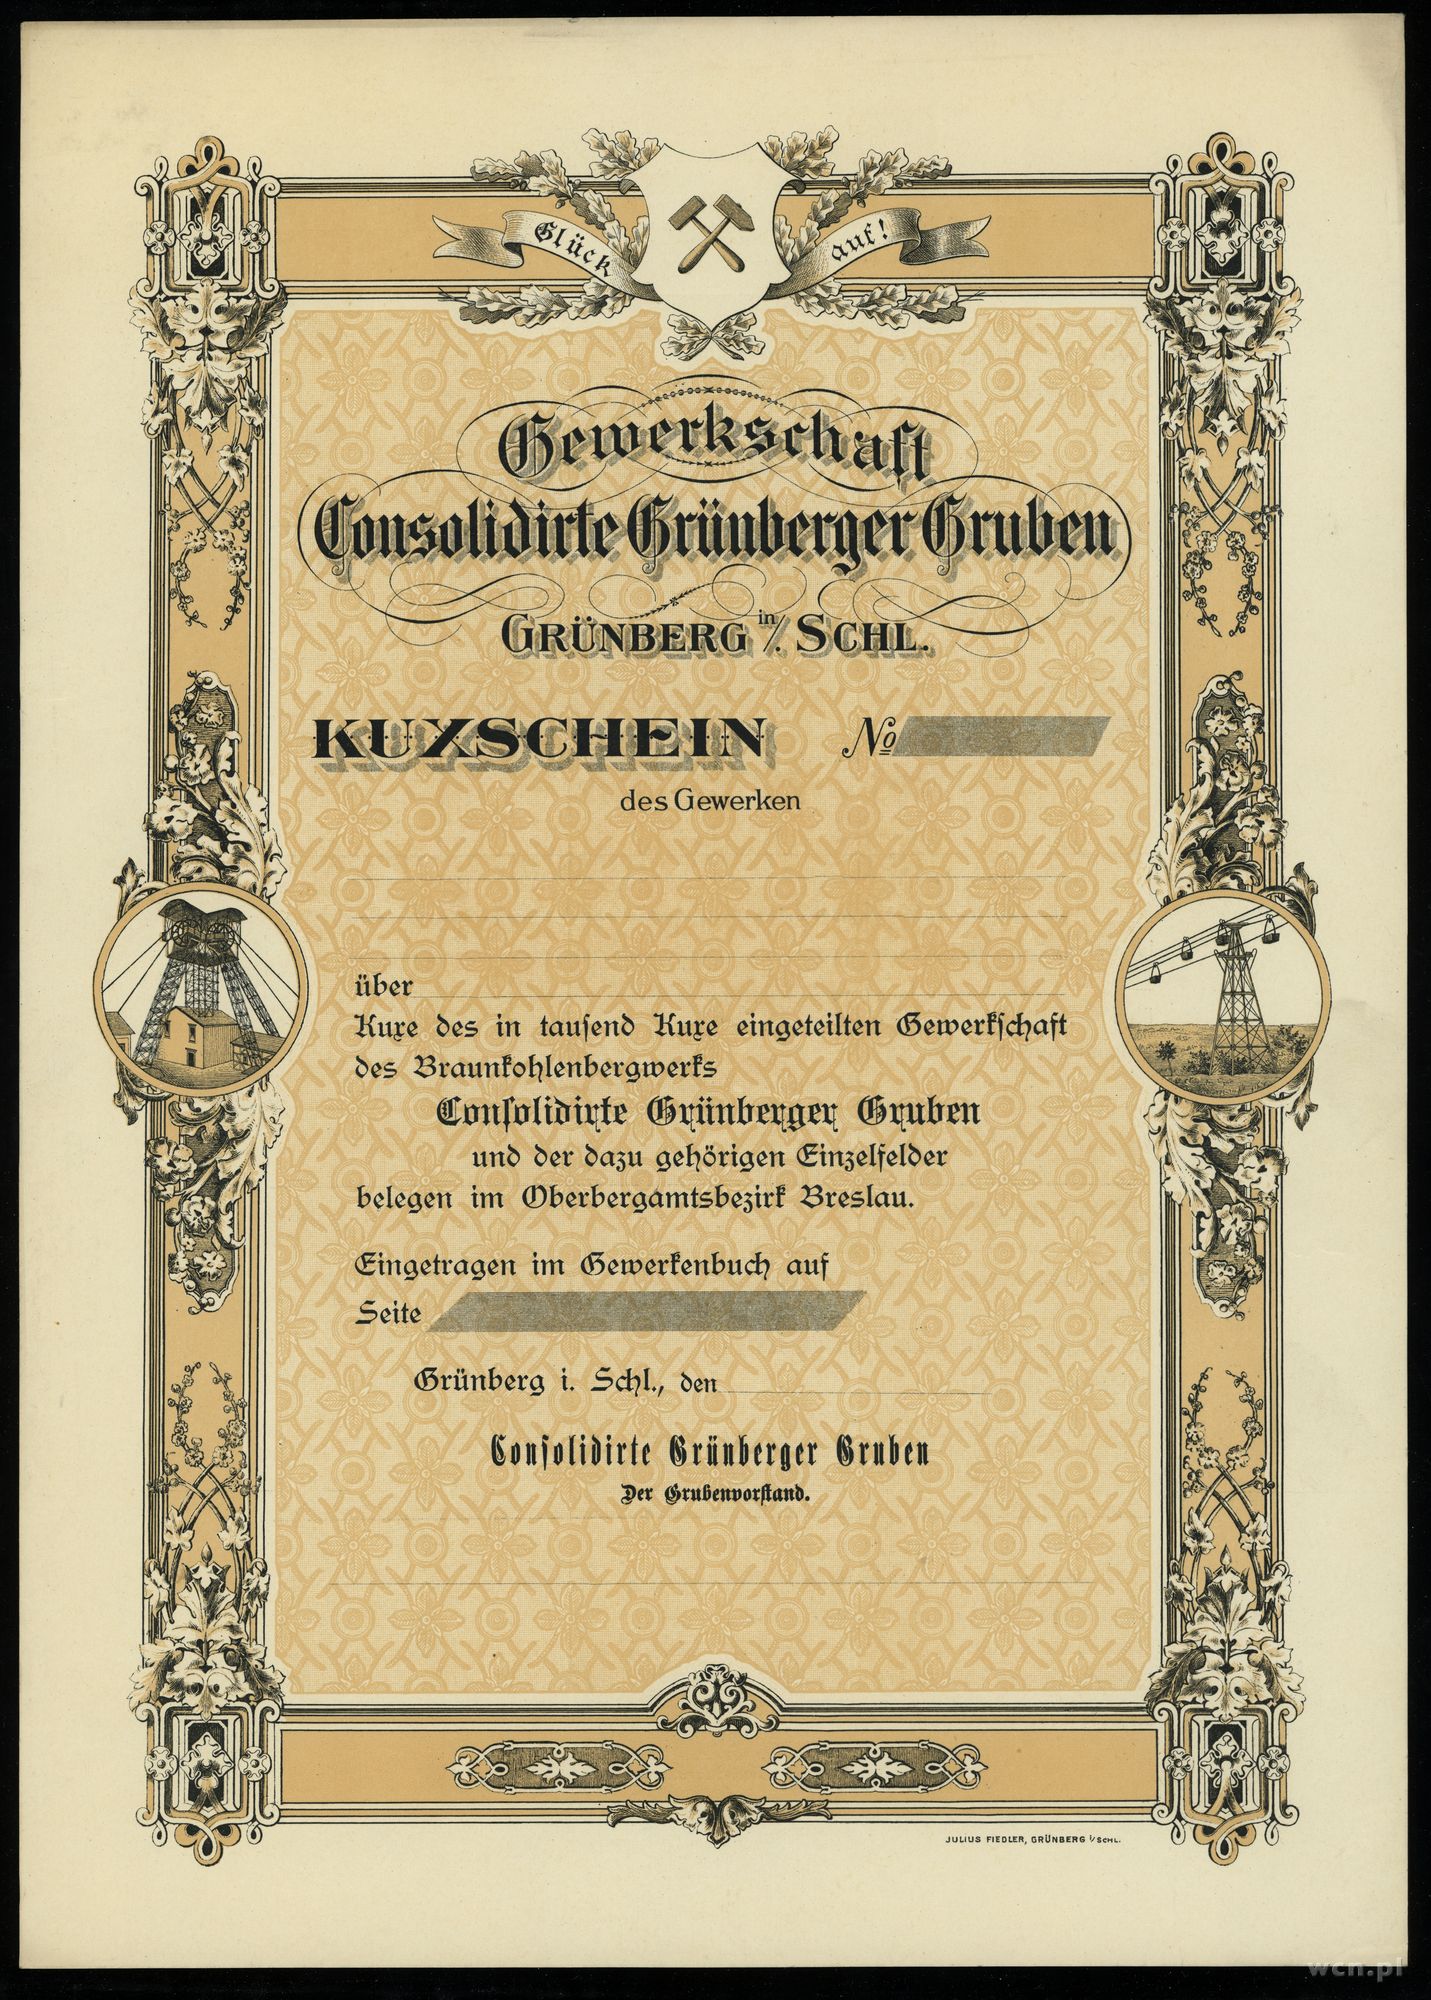 Glück auf!
Gewerkschaft
Consolidirte Grünberger Gruben
GRÜNBERG in/. SCHL.
KUXSCHEIN No
des Gewerken
über
Kuxe des in tausend Kuxe eingeteilten Gewerkschaft
des Braunkohlenbergwerks
Consolidirte Grünberger Gruben
und der dazu gehörigen Einzelfelder
belegen im Oberbergamtsbezirk Breslau.
Eingetragen im Gewerkenbuch auf
Seite
Grünberg i. Schl., den
Consolidirte Grünberger Gruben
Der Grubenvorstand.
JULIUS FIEDLER, GRÜNBERG i/SCHL.
wcn.pl